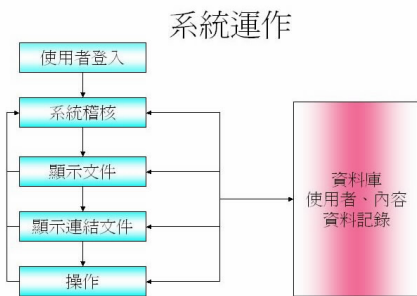 系統運作
使用者登入
系統稽核
顯示文件
顯示連結文件
操作
資料庫
使用者、內容
資料記錄